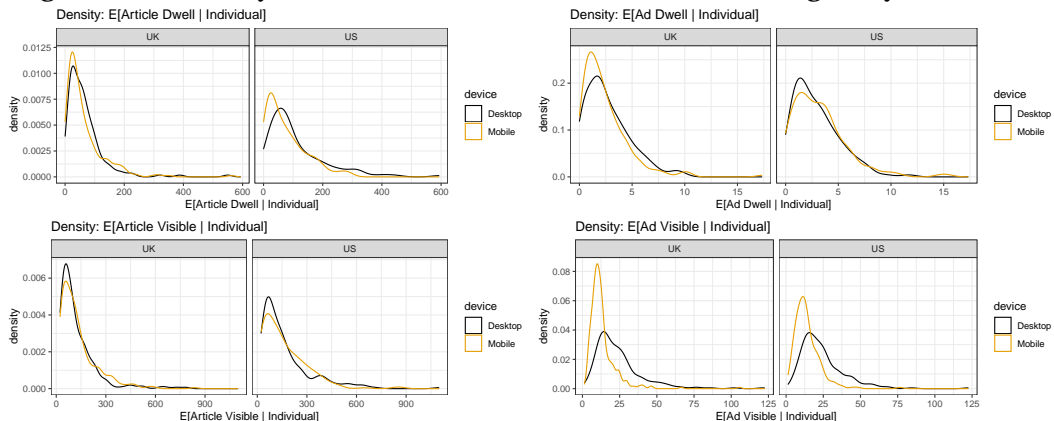 Density: E[Article Dwell | Individual]
UK
US
0.0125
0.0100
0.0075
0.0050
0.0025
0.0000
density
0
200
400
600
0
200
400
600
E[Article Dwell | Individual]
device
Desktop
Mobile
Density: E[Ad Dwell | Individual]
UK
US
0.2
0.1
0.0
density
0
5
10
15
0
5
10
15
E[Ad Dwell | Individual]
device
Desktop
Mobile
Density: E[Article Visible | Individual]
UK
US
0.006
0.004
0.002
0.000
density
0
300
600
900
0
300
600
900
E[Article Visible | Individual]
device
Desktop
Mobile
Density: E[Ad Visible | Individual]
UK
US
0.08
0.06
0.04
0.02
0.00
density
0
25
50
75
100
125
0
25
50
75
100
125
E[Ad Visible | Individual]
device
Desktop
Mobile